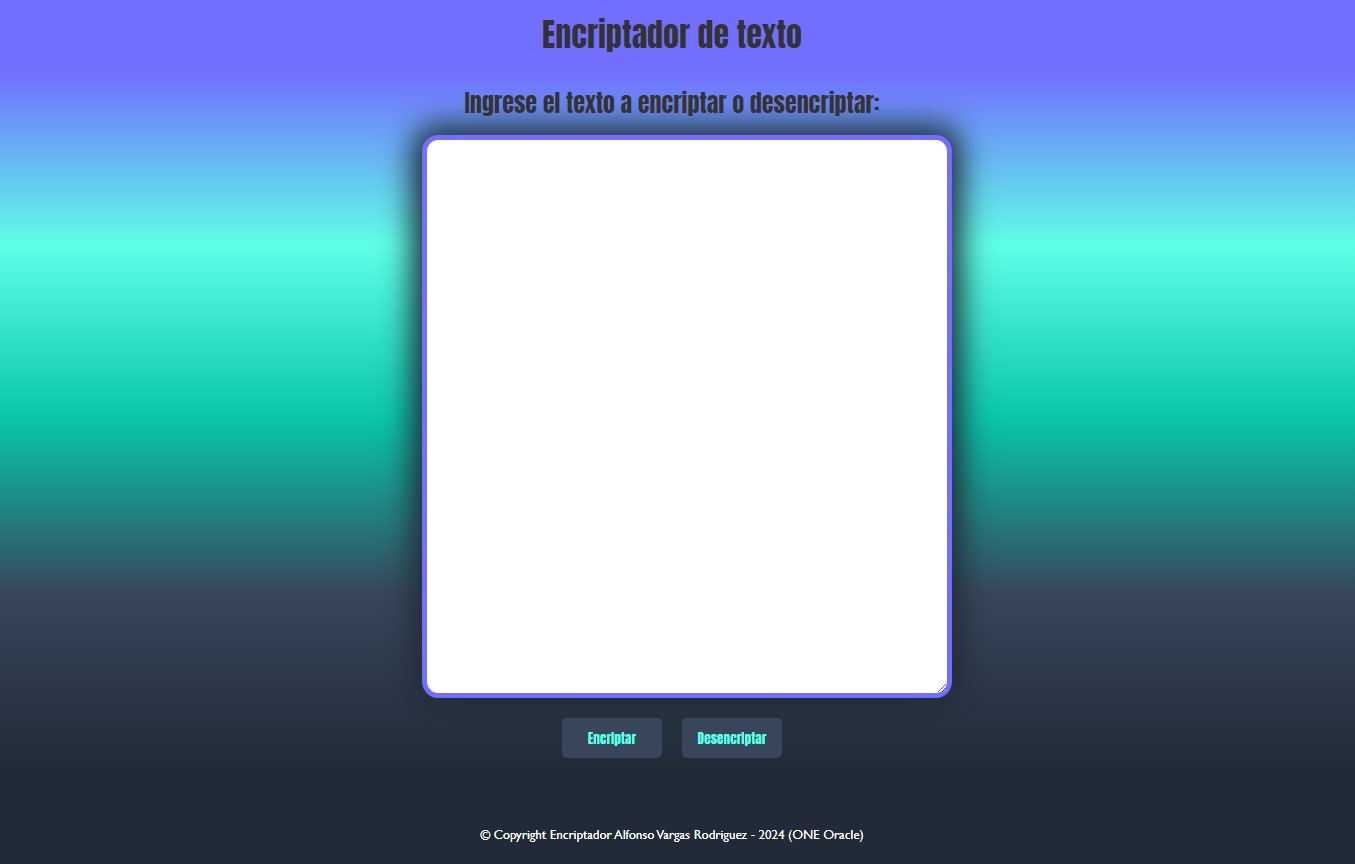 Encriptador de texto
Ingrese el texto a encriptar o desencriptar:
Encriptar
Desencriptar
© Copyright Encriptador Alfonso Vargas Rodriguez - 2024 (ONE Oracle)